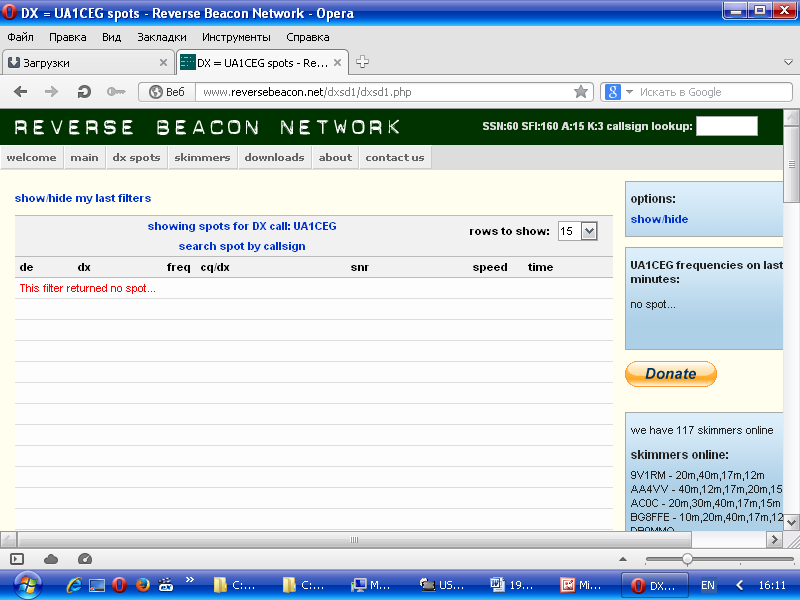 DX = UA1CEG spots - Reverse Beacon Network - Opera
Файл Правка Вид Закладки Инструменты Справка
Загрузки
DX = UA1CEG spots - Re...
Веб
www.reversebeacon.net/dxsd1/dxsd1.php
Искать в Google
REVERSE BEACON NETWORK
SSN:60 SFI:160 A:15 K:3 callsign lookup:
welcome main dx spots skimmers downloads about contact us
show/hide my last filters
showing spots for DX call: UA1CEG
search spot by callsign
rows to show: 15
de dx freq cq/dx snr speed time
This filter returned no spot...
options:
show/hide
UA1CEG frequencies on last
minutes:
no spot...
Donate
we have 117 skimmers online
skimmers online:
9V1RM - 20m,40m,17m,12m
AA4VV - 40m,12m,17m,20m,15
AC0C - 20m,30m,40m,17m,15m
BG8FFE - 10m,20m,40m,17m,12
C:... C:... M... US... 19... Mi... DX... EN 16:11